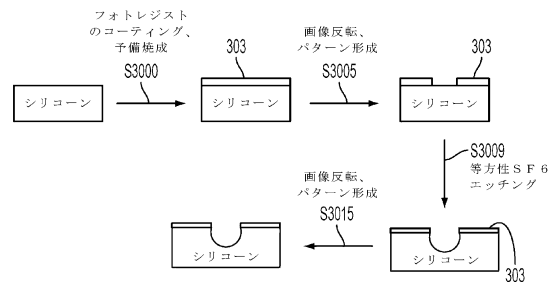 フォトレジスト
のコーティング、
予備焼成
S3000
シリコーン
303
シリコーン
画像反転、
パターン形成
S3005
303
シリコーン
S3009
等方性SF6
エッチング
303
シリコーン
画像反転、
パターン形成
S3015
シリコーン